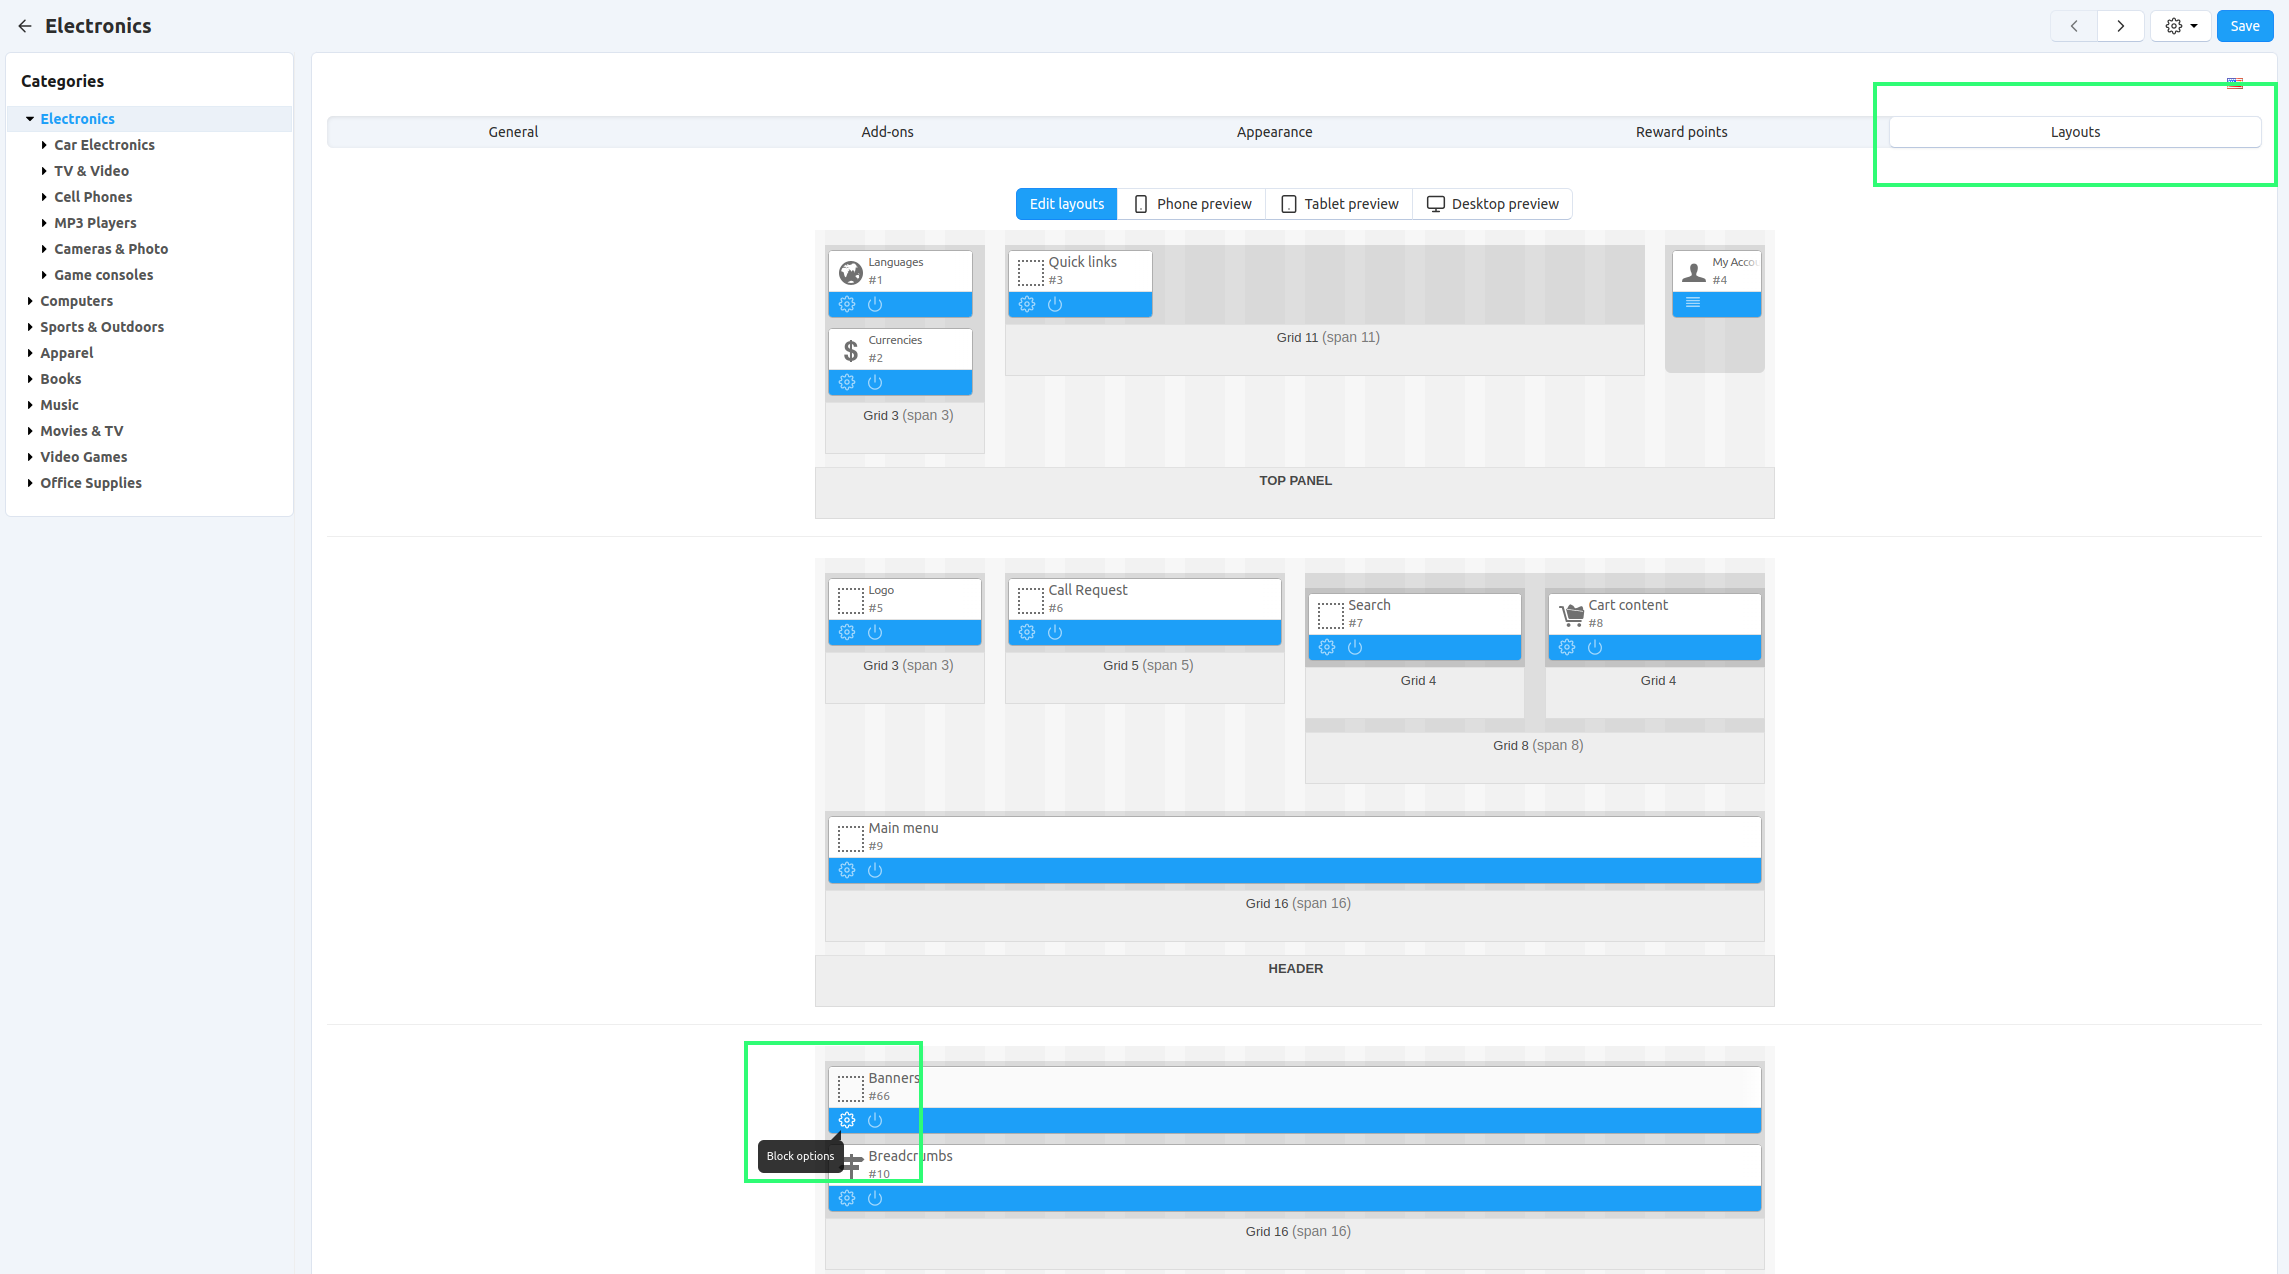 Electronics
Save
Categories
Electronics
Car Electronics
TV & Video
Cell Phones
MP3 Players
Cameras & Photo
Game consoles
Computers
Sports & Outdoors
Apparel
Books
Music
Movies & TV
Video Games
Office Supplies
General
Add-ons
Appearance
Reward points
Layouts
Edit layouts
Phone preview
Tablet preview
Desktop preview
Languages
#1
Currencies
#2
Grid 3 (span 3)
Quick links
#3
Grid 11 (span 11)
My Acco
#4
TOP PANEL
Logo
#5
Grid 3 (span 3)
Call Request
#6
Grid 5 (span 5)
Search
#7
Grid 4
Cart content
#8
Grid 4
Grid 8 (span 8)
Main menu
#9
Grid 16 (span 16)
HEADER
Banners
#66
Block options
Breadcrumbs
#10
Grid 16 (span 16)